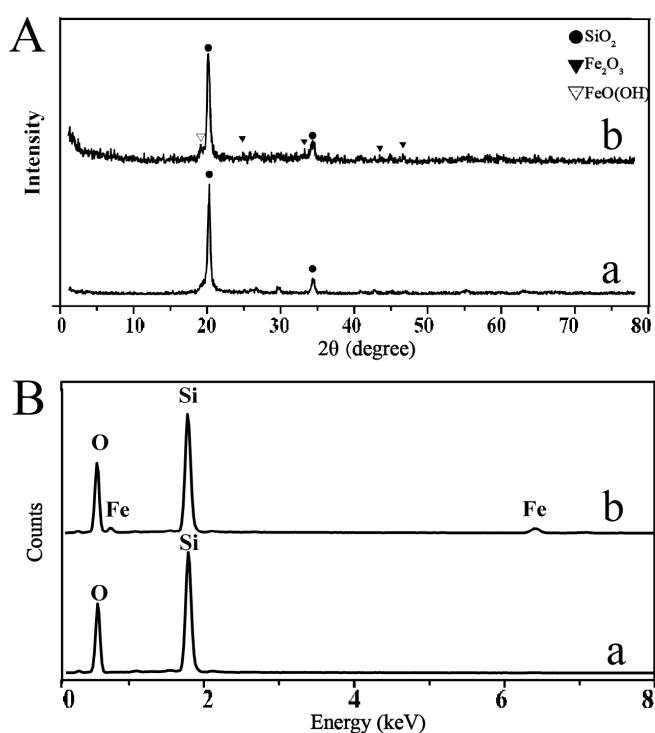 A
SiO2
Fe2O3
FeO(OH)
b
a
Intensity
0 10 20 30 40 50 60 70 80
2θ (degree)
B
Si
O
Fe
Fe
b
Si
O
a
Counts
0 2 4 6 8
Energy (keV)